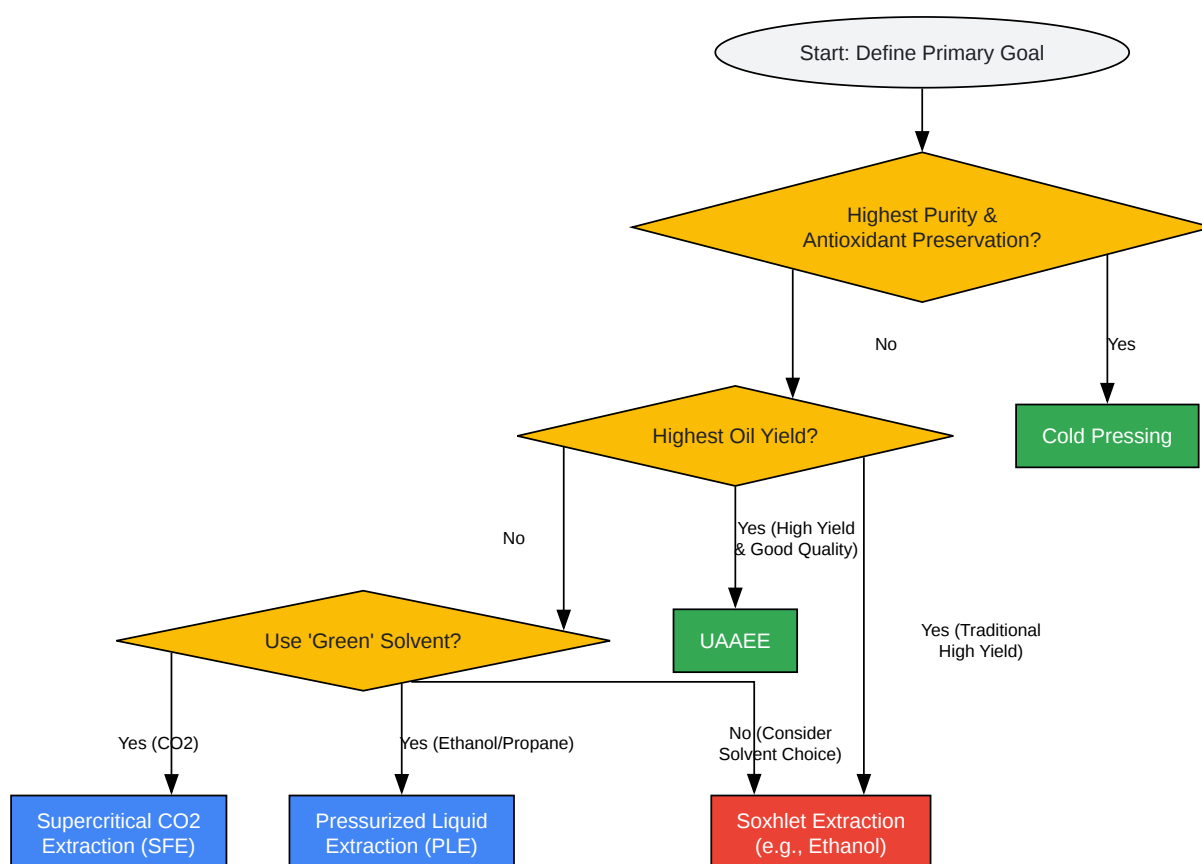 Start: Define Primary Goal
Highest Purity &
Antioxidant Preservation?
No
Yes
Highest Oil Yield?
Cold Pressing
Yes (High Yield
& Good Quality)
No
Use 'Green' Solvent?
UAAEE
Yes (Traditional
High Yield)
Yes (CO2)
Yes (Ethanol/Propane)
No (Consider
Solvent Choice)
Supercritical CO2
Extraction (SFE)
Pressurized Liquid
Extraction (PLE)
Soxhlet Extraction
(e.g., Ethanol)